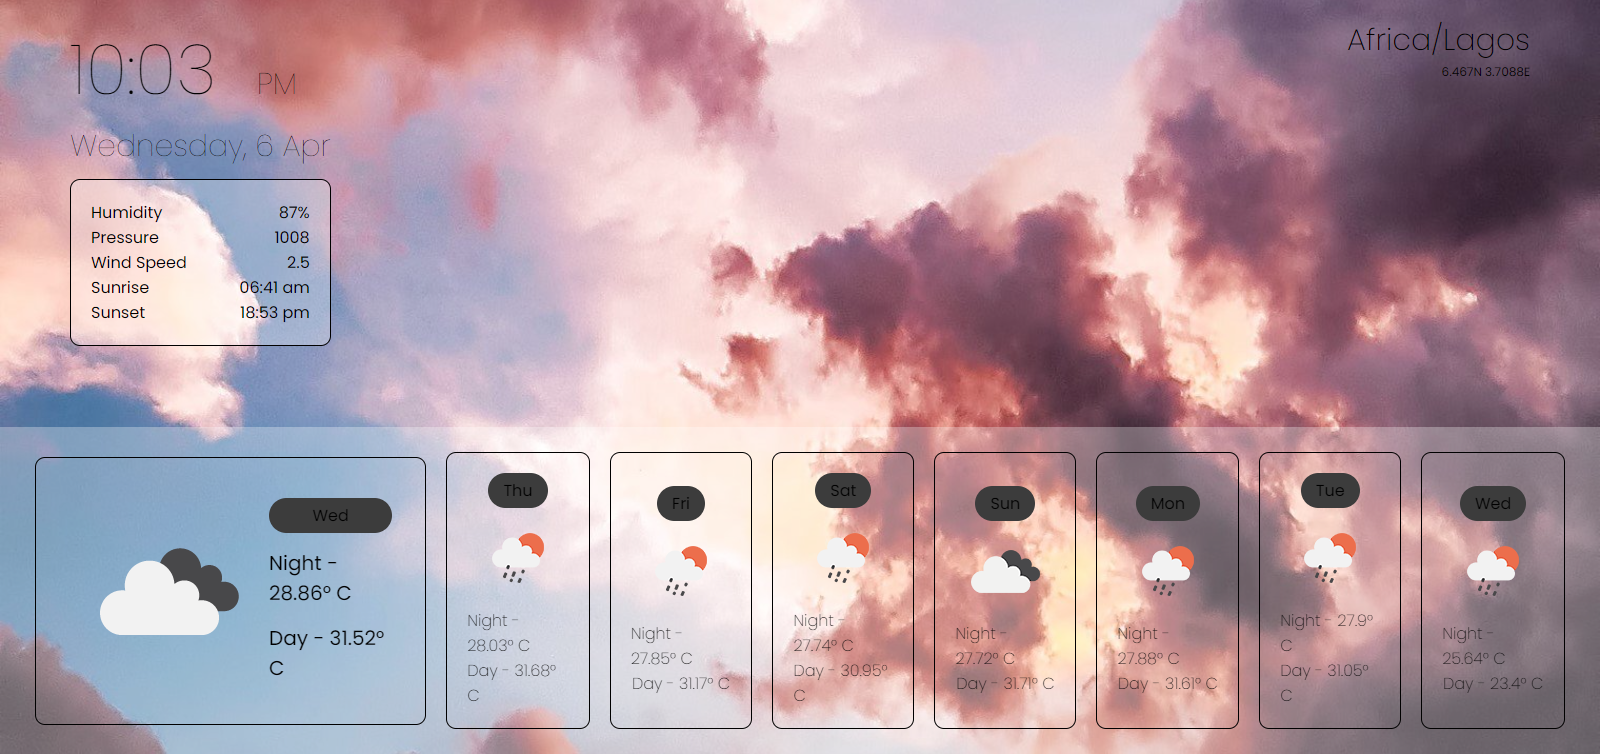 10:03 PM
Wednesday, 6 Apr
Africa/Lagos
6.467N 3.7088E
Humidity 87%
Pressure 1008
Wind Speed 2.5
Sunrise 06:41 am
Sunset 18:53 pm
Wed
Night -
28.86° C
Day - 31.52°
C
Thu
Night -
28.03° C
Day - 31.68°
C
Fri
Night -
27.85° C
Day - 31.17° C
Sat
Night -
27.74° C
Day - 30.95°
C
Sun
Night -
27.72° C
Day - 31.71° C
Mon
Night -
27.88° C
Day - 31.61° C
Tue
Night - 27.9°
C
Day - 31.05°
C
Wed
Night -
25.64° C
Day - 23.4° C